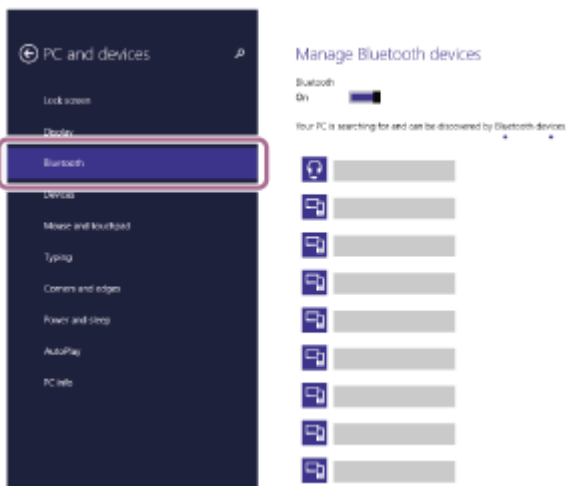 PC and devices
Lock screen
Display
Bluetooth
Devices
Mouse and touchpad
Typing
Corners and edges
Power and sleep
AutoPlay
PC info
Manage Bluetooth devices
Bluetooth
On
Your PC is searching for and can be discovered by Bluetooth devices